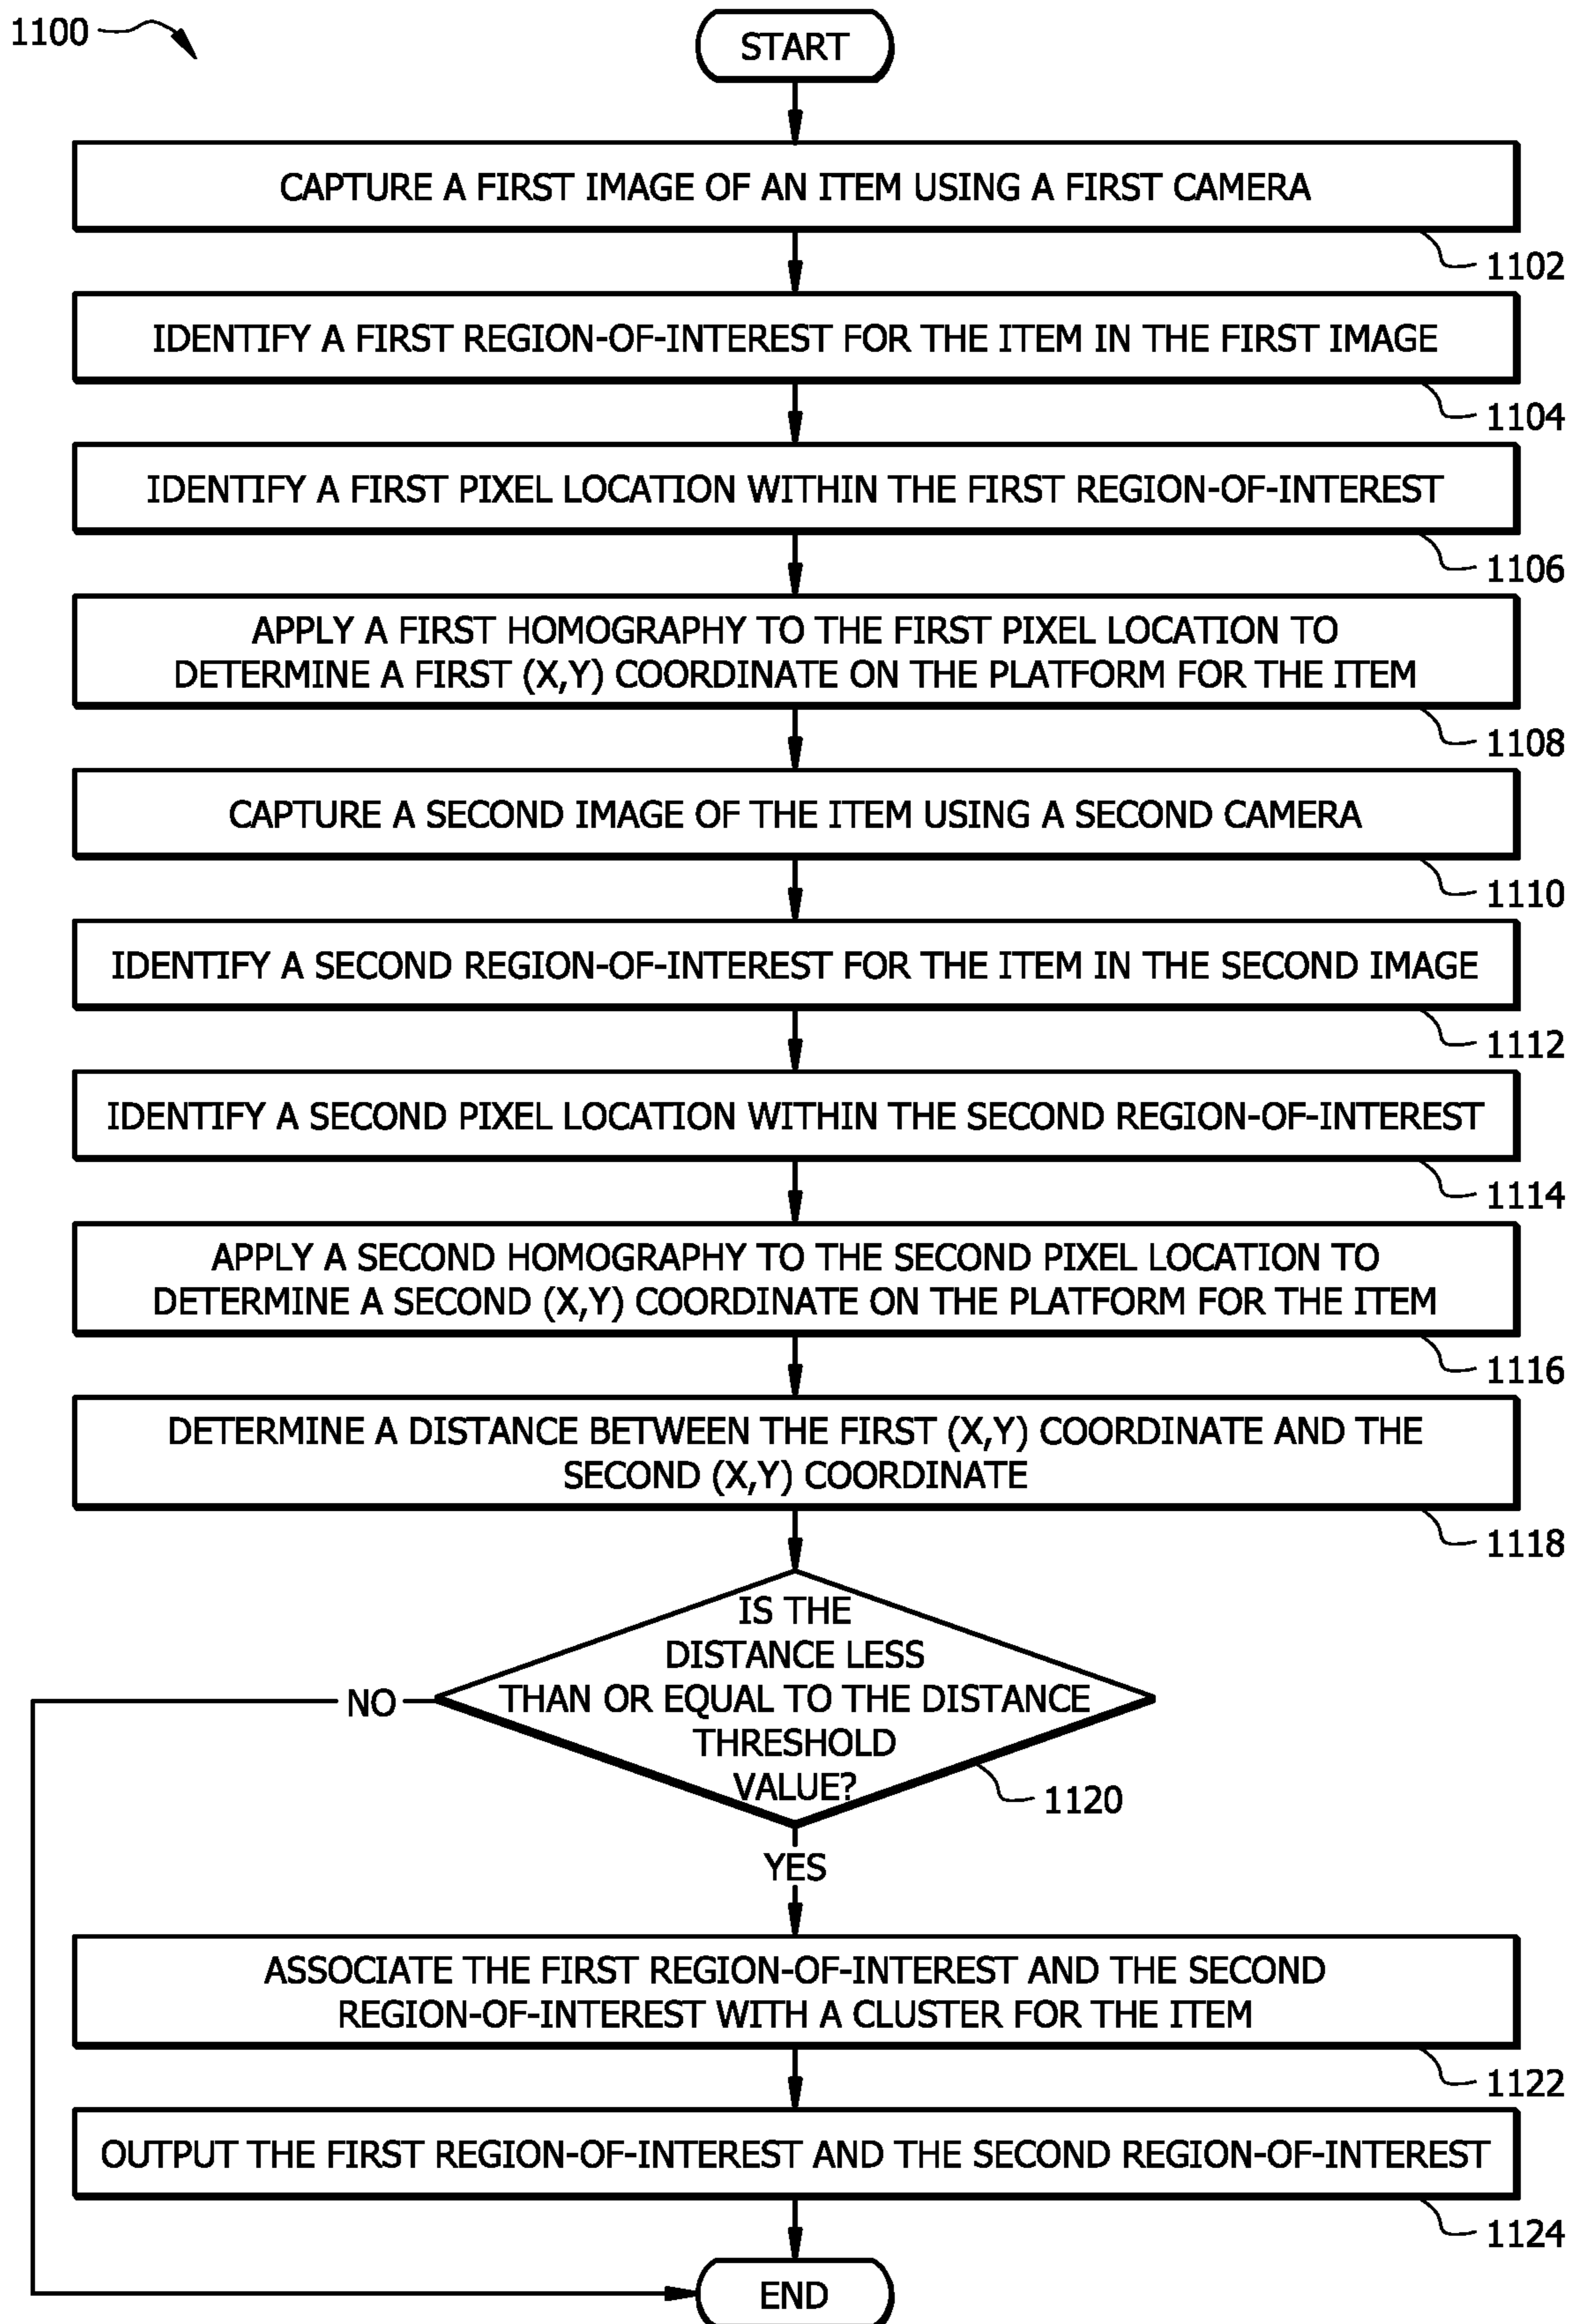 1100
START
CAPTURE A FIRST IMAGE OF AN ITEM USING A FIRST CAMERA
1102
IDENTIFY A FIRST REGION-OF-INTEREST FOR THE ITEM IN THE FIRST IMAGE
1104
IDENTIFY A FIRST PIXEL LOCATION WITHIN THE FIRST REGION-OF-INTEREST
1106
APPLY A FIRST HOMOGRAPHY TO THE FIRST PIXEL LOCATION TO
DETERMINE A FIRST (X,Y) COORDINATE ON THE PLATFORM FOR THE ITEM
1108
CAPTURE A SECOND IMAGE OF THE ITEM USING A SECOND CAMERA
1110
IDENTIFY A SECOND REGION-OF-INTEREST FOR THE ITEM IN THE SECOND IMAGE
1112
IDENTIFY A SECOND PIXEL LOCATION WITHIN THE SECOND REGION-OF-INTEREST
1114
APPLY A SECOND HOMOGRAPHY TO THE SECOND PIXEL LOCATION TO
DETERMINE A SECOND (X,Y) COORDINATE ON THE PLATFORM FOR THE ITEM
1116
DETERMINE A DISTANCE BETWEEN THE FIRST (X,Y) COORDINATE AND THE
SECOND (X,Y) COORDINATE
1118
IS THE
DISTANCE LESS
THAN OR EQUAL TO THE DISTANCE
THRESHOLD
VALUE?
NO
1120
YES
ASSOCIATE THE FIRST REGION-OF-INTEREST AND THE SECOND
REGION-OF-INTEREST WITH A CLUSTER FOR THE ITEM
1122
OUTPUT THE FIRST REGION-OF-INTEREST AND THE SECOND REGION-OF-INTEREST
1124
END